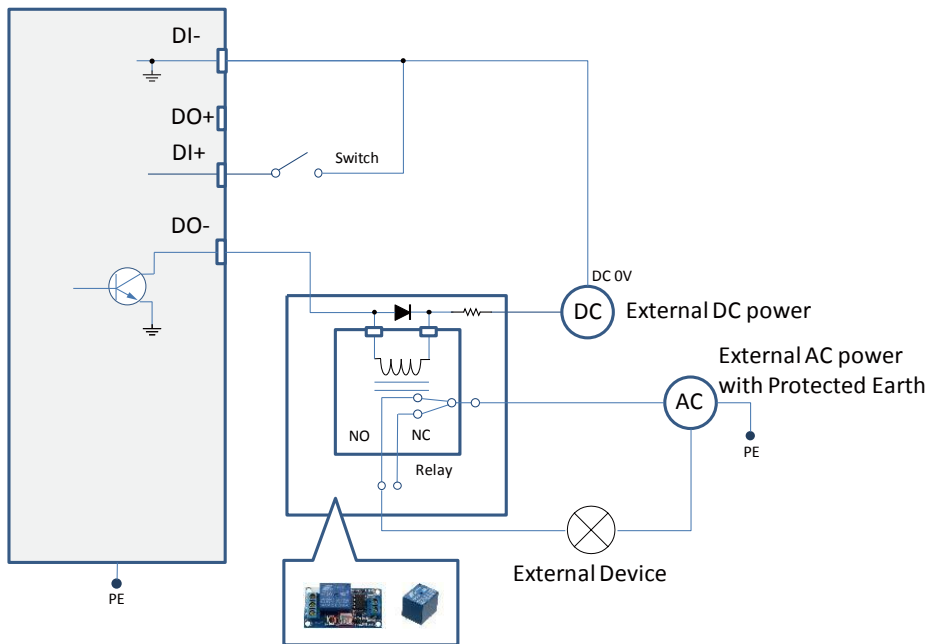 DI-
DO+
DI+
Switch
DO-
DC 0V
DC
External DC power
External AC power
with Protected Earth
AC
NO
NC
PE
Relay
External Device
PE